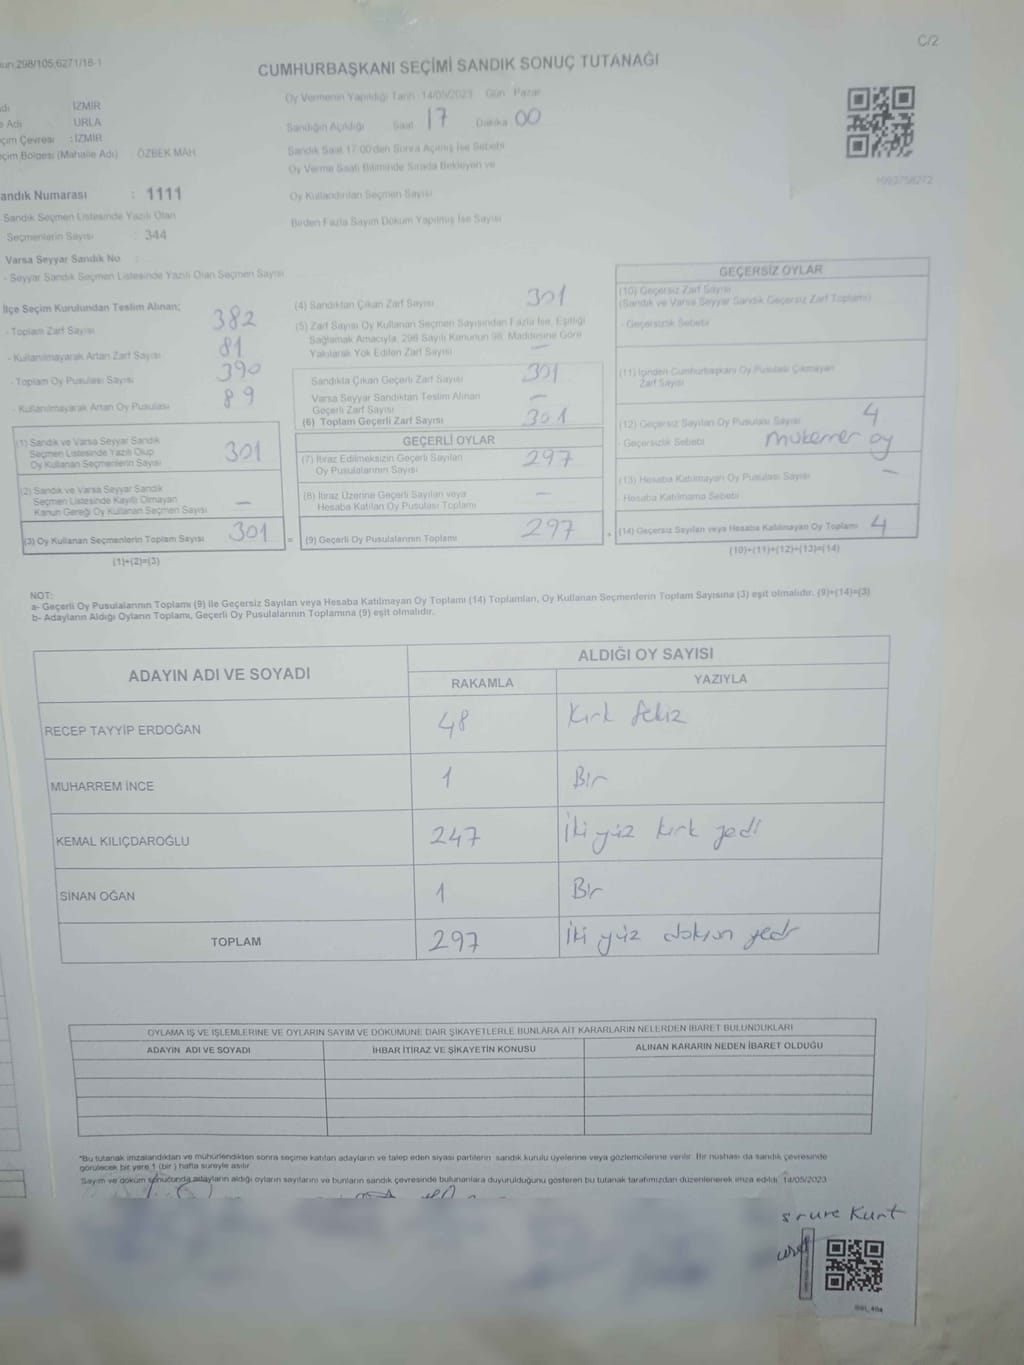 C/2
298/105,6271/18-1
CUMHURBAŞKANI SEÇİMİ SANDIK SONUÇ TUTANAĞI
İZMİR
Adı URLA
Çevresi : İZMİR
Bölgesi (Mahalle Adı) : ÖZBEK MAH.
Sandık Numarası : 1111
Sandık Seçmen Listesinde Yazılı Olan
Seçmenlerin Sayısı : 344
Varsa Seyyar Sandık No :
- Seyyar Sandık Seçmen Listesinde Yazılı Olan Seçmen Sayısı
Oy Vermenin Yapıldığı Tarih :14/05/2023 Gün : Pazar
Sandığın Açıldığı Saat 17 Dakika 00
Sandık Saat 17:00'den Sonra Açılmış İse Sebebi
Oy Verme Saati Bitiminde Sırada Bekleyen ve
Oy Kullandırılan Seçmen Sayısı
Birden Fazla Sayım Döküm Yapılmış İse Sayısı
1093758272
İlçe Seçim Kurulundan Teslim Alınan;
- Toplam Zarf Sayısı 382
- Kullanılmayarak Artan Zarf Sayısı 81
- Toplam Oy Pusulası Sayısı 390
- Kullanılmayarak Artan Oy Pusulası 89
(1) Sandık ve Varsa Seyyar Sandık
Seçmen Listesinde Yazılı Olup
Oy Kullanan Seçmenlerin Sayısı 301
(2) Sandık ve Varsa Seyyar Sandık
Seçmen Listesinde Kayıtlı Olmayan
Kanun Gereği Oy Kullanan Seçmen Sayısı —
(3) Oy Kullanan Seçmenlerin Toplam Sayısı 301
(1)+(2)=(3)
(4) Sandıktan Çıkan Zarf Sayısı 301
(5) Zarf Sayısı Oy Kullanan Seçmen Sayısından Fazla İse, Eşitliği
Sağlamak Amacıyla, 298 Sayılı Kanunun 98. Maddesine Göre
Yakılarak Yok Edilen Zarf Sayısı —
Sandıkta Çıkan Geçerli Zarf Sayısı 301
Varsa Seyyar Sandıktan Teslim Alınan
Geçerli Zarf Sayısı —
(6) Toplam Geçerli Zarf Sayısı 301
GEÇERLİ OYLAR
(7) İtiraz Edilmeksizin Geçerli Sayılan
Oy Pusulalarının Sayısı 297
(8) İtiraz Üzerine Geçerli Sayılan veya
Hesaba Katılan Oy Pusulası Toplamı —
= (9) Geçerli Oy Pusulalarının Toplamı 297
GEÇERSİZ OYLAR
(10) Geçersiz Zarf Sayısı
(Sandık ve Varsa Seyyar Sandık Geçersiz Zarf Toplamı)
- Geçersizlik Sebebi
(11) İçinden Cumhurbaşkanı Oy Pusulası Çıkmayan
Zarf Sayısı
(12) Geçersiz Sayılan Oy Pusulası Sayısı 4
- Geçersizlik Sebebi mükerrer oy
(13) Hesaba Katılmayan Oy Pusulası Sayısı —
- Hesaba Katılmama Sebebi
+ (14) Geçersiz Sayılan veya Hesaba Katılmayan Oy Toplamı 4
(10)+(11)+(12)+(13)=(14)
NOT:
a- Geçerli Oy Pusulalarının Toplamı (9) ile Geçersiz Sayılan veya Hesaba Katılmayan Oy Toplamı (14) Toplamları, Oy Kullanan Seçmenlerin Toplam Sayısına (3) eşit olmalıdır. (9)+(14)=(3)
b- Adayların Aldığı Oyların Toplamı, Geçerli Oy Pusulalarının Toplamına (9) eşit olmalıdır.
ADAYIN ADI VE SOYADI ALDIĞI OY SAYISI
RAKAMLA YAZIYLA
RECEP TAYYİP ERDOĞAN 48 Kırk sekiz
MUHARREM İNCE 1 Bir
KEMAL KILIÇDAROĞLU 247 İki yüz kırk yedi
SİNAN OĞAN 1 Bir
TOPLAM 297 İki yüz doksan yedi
OYLAMA İŞ VE İŞLEMLERİNE VE OYLARIN SAYIM VE DÖKÜMÜNE DAİR ŞİKAYETLERLE BUNLARA AİT KARARLARIN NELERDEN İBARET BULUNDUKLARI
ADAYIN ADI VE SOYADI İHBAR İTİRAZ VE ŞİKAYETİN KONUSU ALINAN KARARIN NEDEN İBARET OLDUĞU
*Bu tutanak imzalandıktan ve mühürlendikten sonra seçime katılan adayların ve talep eden siyasi partilerin sandık kurulu üyelerine veya gözlemcilerine verilir. Bir nüshası da sandık çevresinde
görülecek bir yere 1 (bir) hafta süreyle asılır.
Sayım ve döküm sonucunda adayların aldığı oyların sayılarını ve bunların sandık çevresinde bulunanlara duyurulduğunu gösteren bu tutanak tarafımızdan düzenlenerek imza edildi. 14/05/2023
Kurt